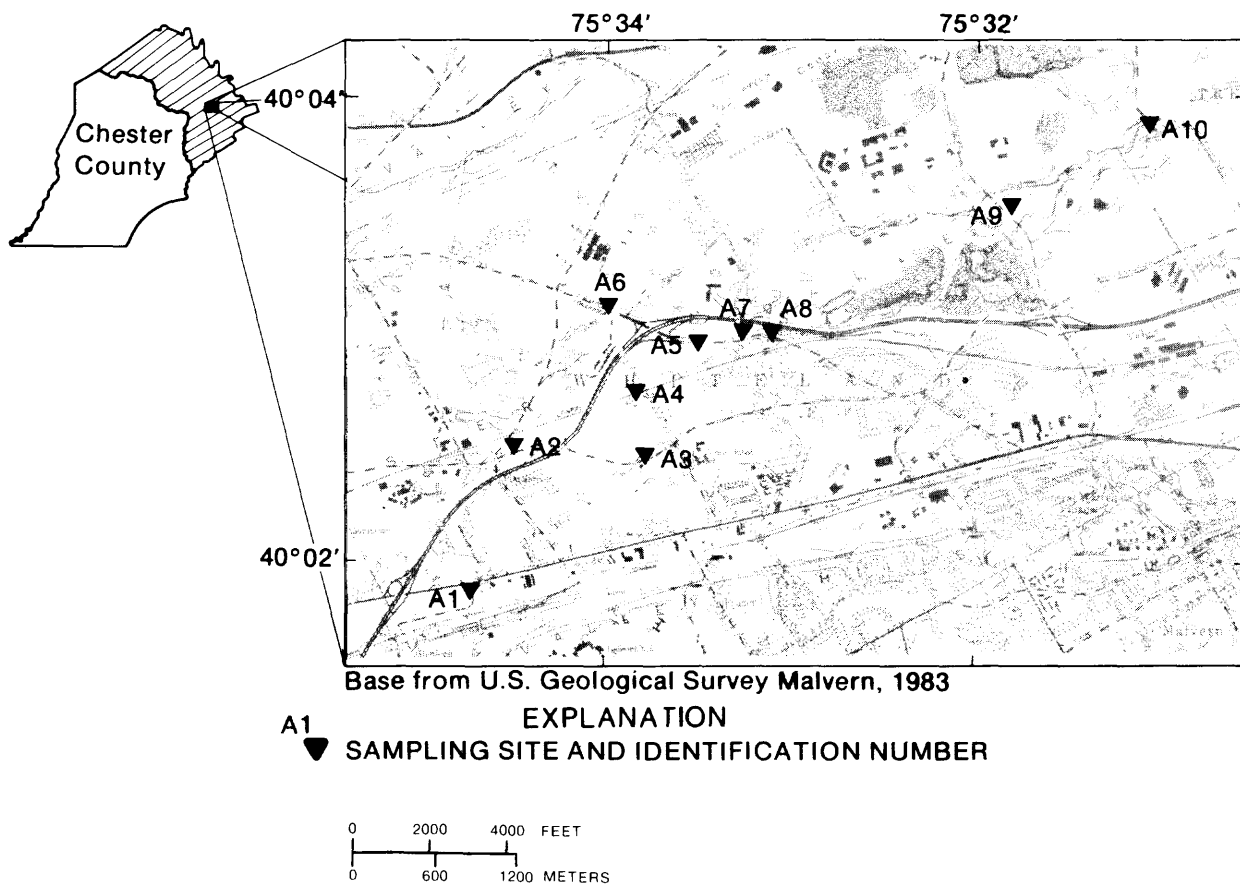 75°34'
75°32'
40°04'
Chester
County
A10
A9
A6
A7
A8
A5
A4
A2
A3
40°02'
A1
Malvern
Base from U.S. Geological Survey Malvern, 1983
EXPLANATION
A1
SAMPLING SITE AND IDENTIFICATION NUMBER
0 2000 4000 FEET
0 600 1200 METERS